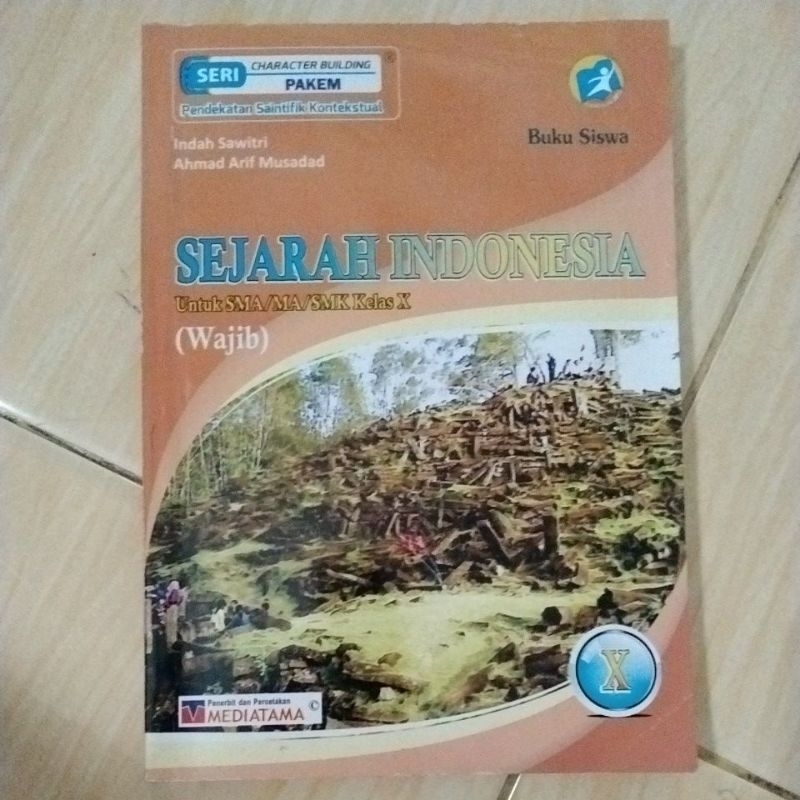 SERI
CHARACTER BUILDING
PAKEM
Pendekatan Saintifik Kontekstual
Indah Sawitri
Ahmad Arif Musadad
Buku Siswa
SEJARAH INDONESIA
Untuk SMA/MA/SMK Kelas X
(Wajib)
X
Penerbit dan Percetakan
MEDIATAMA ©